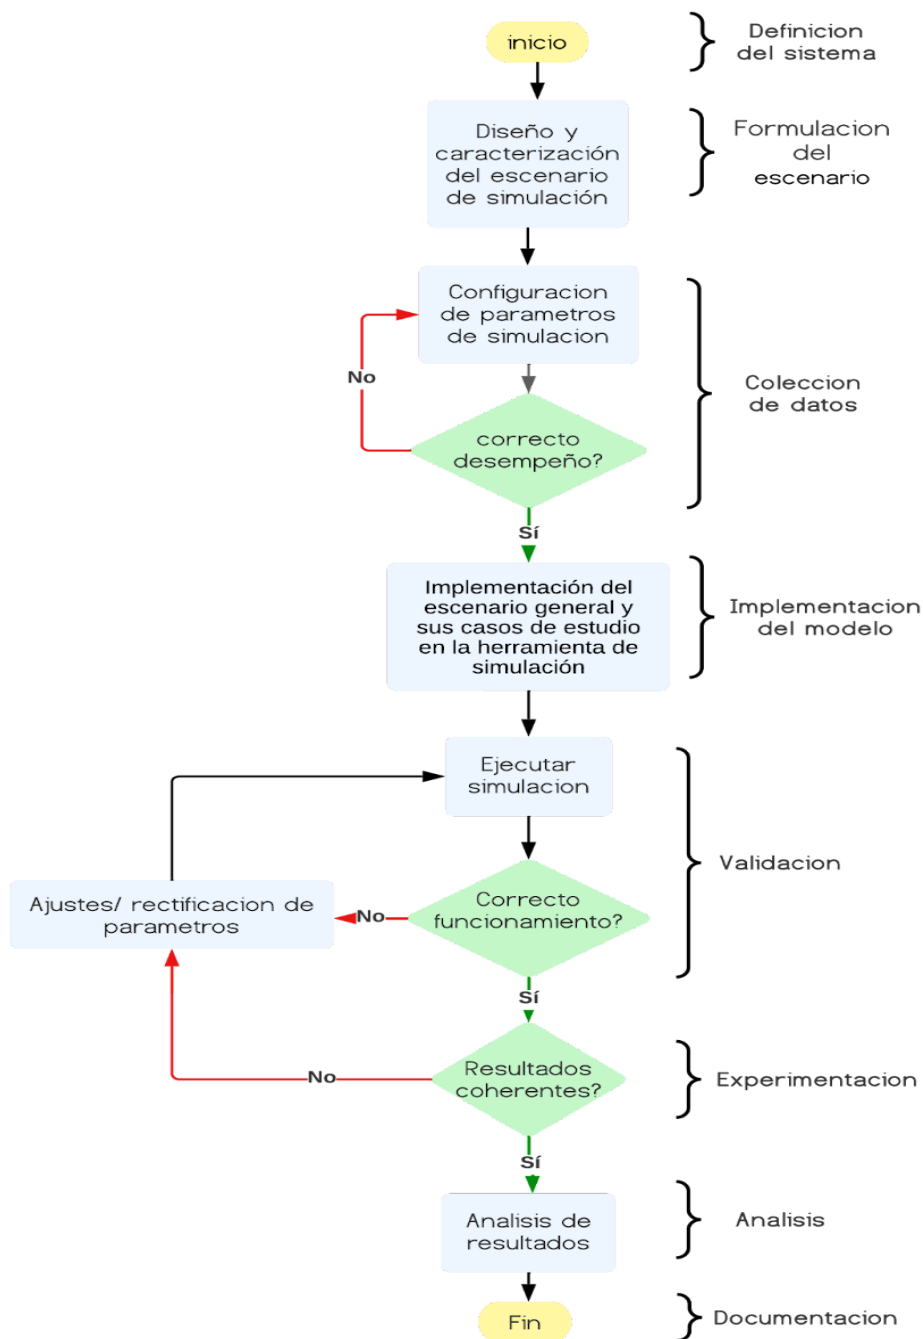 inicio
Definicion
del sistema
Diseño y
caracterización
del escenario
de simulación
Formulacion
del
escenario
Configuracion
de parametros
de simulacion
No
correcto
desempeño?
Coleccion
de datos
Sí
Implementación del
escenario general y
sus casos de estudio
en la herramienta de
simulación
Implementacion
del modelo
Ejecutar
simulacion
Validacion
Ajustes/ rectificacion de
parametros
No
Correcto
funcionamiento?
Sí
No
Resultados
coherentes?
Experimentacion
Sí
Analisis de
resultados
Analisis
Fin
Documentacion